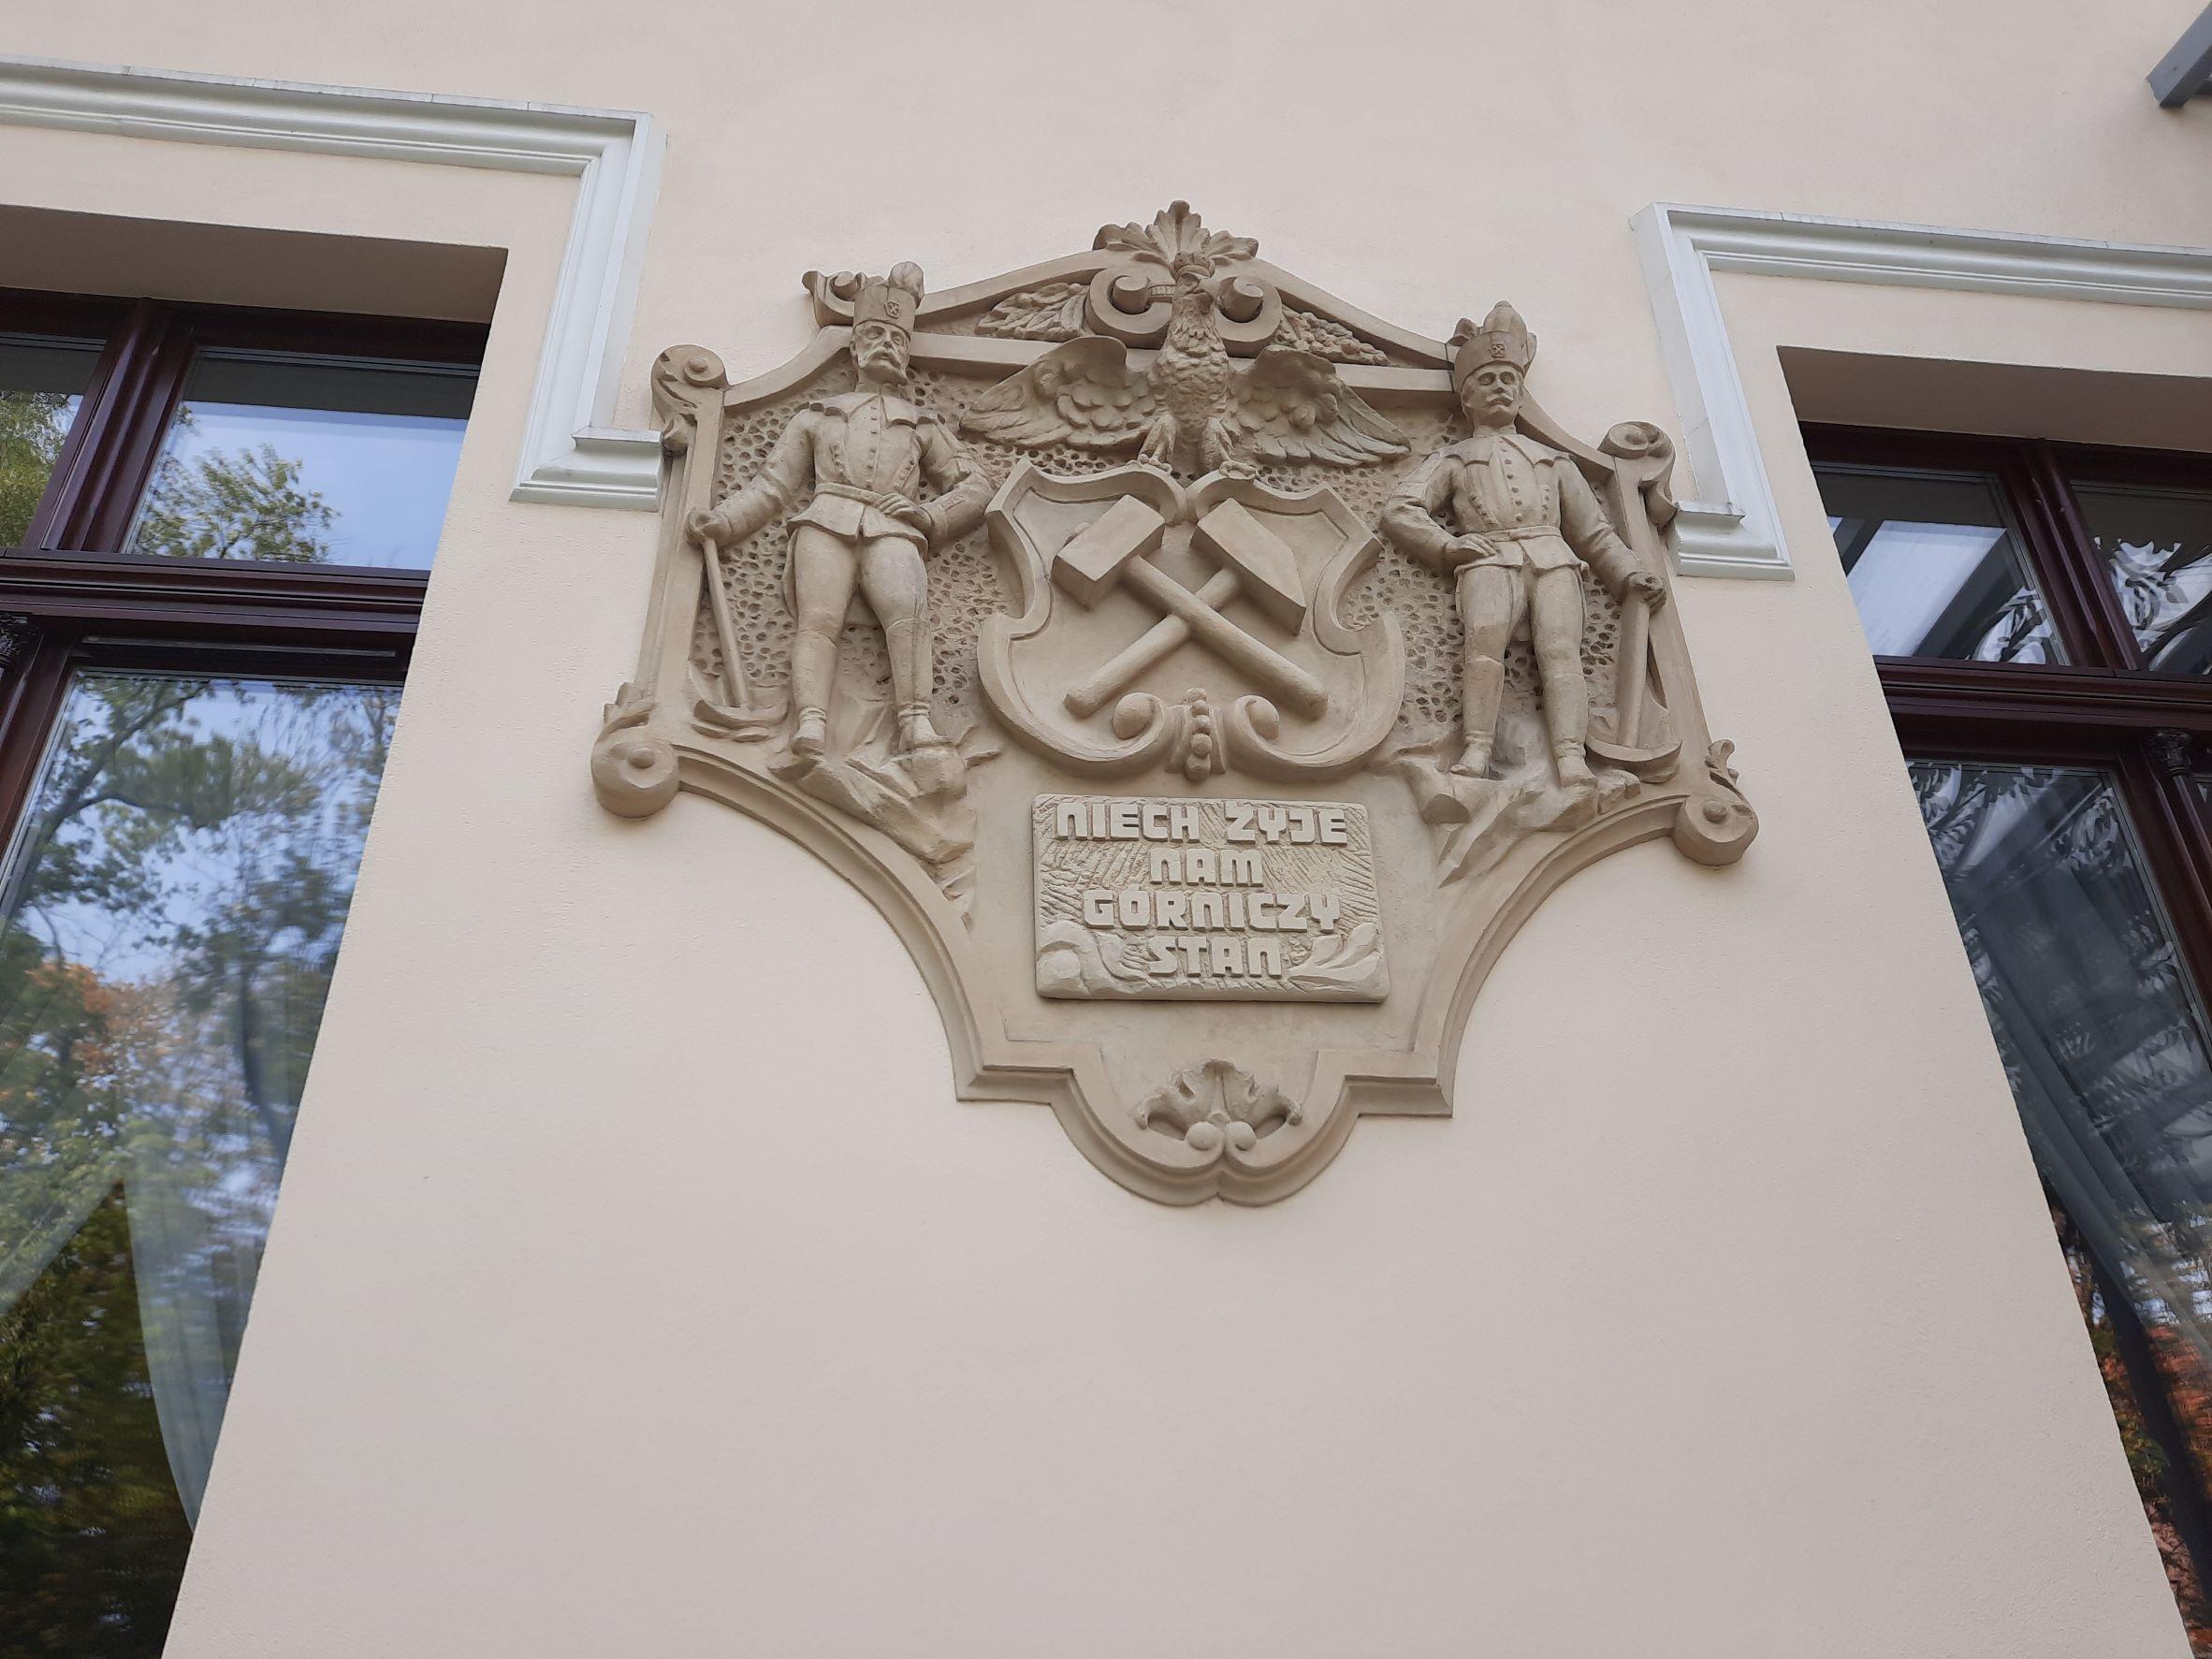 NIECH ŻYJE
NAM
GÓRNICZY
STAN